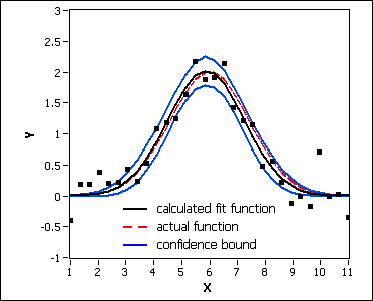 3
2.5
2
1.5
Y
1
0.5
0
-0.5
-1
calculated fit function
actual function
confidence bound
1 2 3 4 5 6 7 8 9 10 11
X